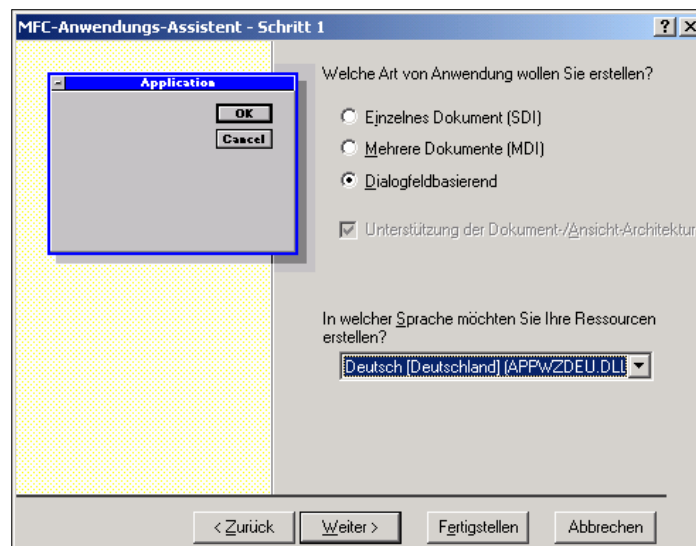 MFC-Anwendungs-Assistent - Schritt 1
Application
OK
Cancel
Welche Art von Anwendung wollen Sie erstellen?
Einzelnes Dokument (SDI)
Mehrere Dokumente (MDI)
Dialogfeldbasierend
Unterstützung der Dokument-/Ansicht-Architektur
In welcher Sprache möchten Sie Ihre Ressourcen
erstellen?
Deutsch [Deutschland] (APPWZDEU.DLL
< Zurück
Weiter >
Fertigstellen
Abbrechen